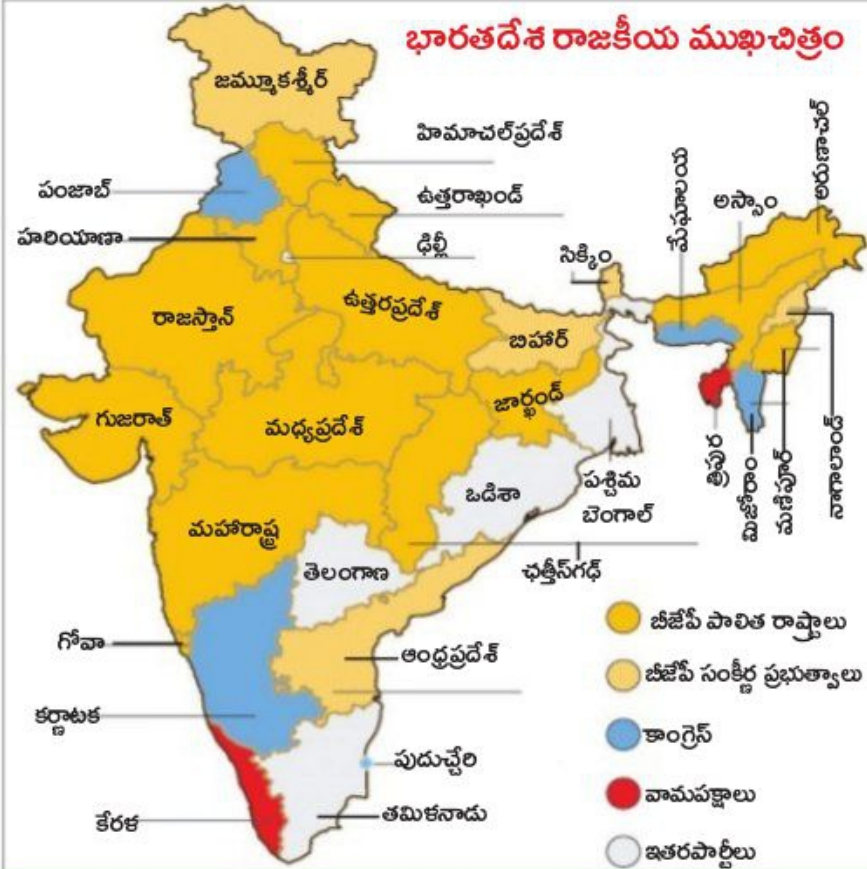 భారతదేశ రాజకీయ ముఖచిత్రం
జమ్మూకశ్మీర్
హిమాచల్‌ప్రదేశ్
పంజాబ్
ఉత్తరాఖండ్
హరియాణా
ఢిల్లీ
మేఘాలయ
అస్సాం
అరుణాచల్
సిక్కిం
రాజస్తాన్
ఉత్తరప్రదేశ్
బిహార్
గుజరాత్
మధ్యప్రదేశ్
జార్ఖండ్
త్రిపుర
మిజోరాం
మణిపూర్
నాగాలాండ్
పశ్చిమ
బెంగాల్
ఒడిశా
మహారాష్ట్ర
తెలంగాణ
ఛత్తీస్‌గఢ్
గోవా
ఆంధ్రప్రదేశ్
కర్ణాటక
పుదుచ్చేరి
కేరళ
తమిళనాడు
బీజేపీ పాలిత రాష్ట్రాలు
బీజేపీ సంకీర్ణ ప్రభుత్వాలు
కాంగ్రెస్
వామపక్షాలు
ఇతరపార్టీలు